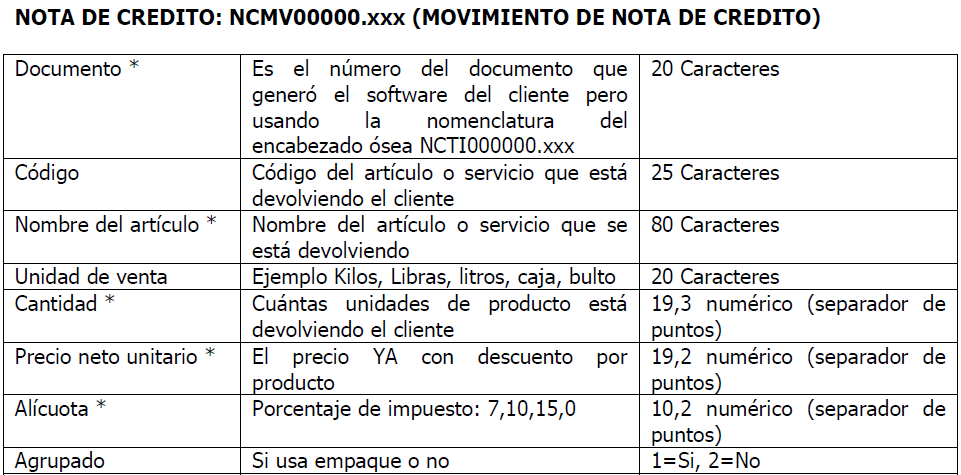 NOTA DE CREDITO: NCMV00000.xxx (MOVIMIENTO DE NOTA DE CREDITO)
Documento *
Es el número del documento que
generó el software del cliente pero
usando la nomenclatura del
encabezado ósea NCTI000000.xxx
20 Caracteres
Código
Código del artículo o servicio que está
devolviendo el cliente
25 Caracteres
Nombre del artículo *
Nombre del artículo o servicio que se
está devolviendo
80 Caracteres
Unidad de venta
Ejemplo Kilos, Libras, litros, caja, bulto
20 Caracteres
Cantidad *
Cuántas unidades de producto está
devolviendo el cliente
19,3 numérico (separador de
puntos)
Precio neto unitario *
El precio YA con descuento por
producto
19,2 numérico (separador de
puntos)
Alícuota *
Porcentaje de impuesto: 7,10,15,0
10,2 numérico (separador de
puntos)
Agrupado
Si usa empaque o no
1=Si, 2=No